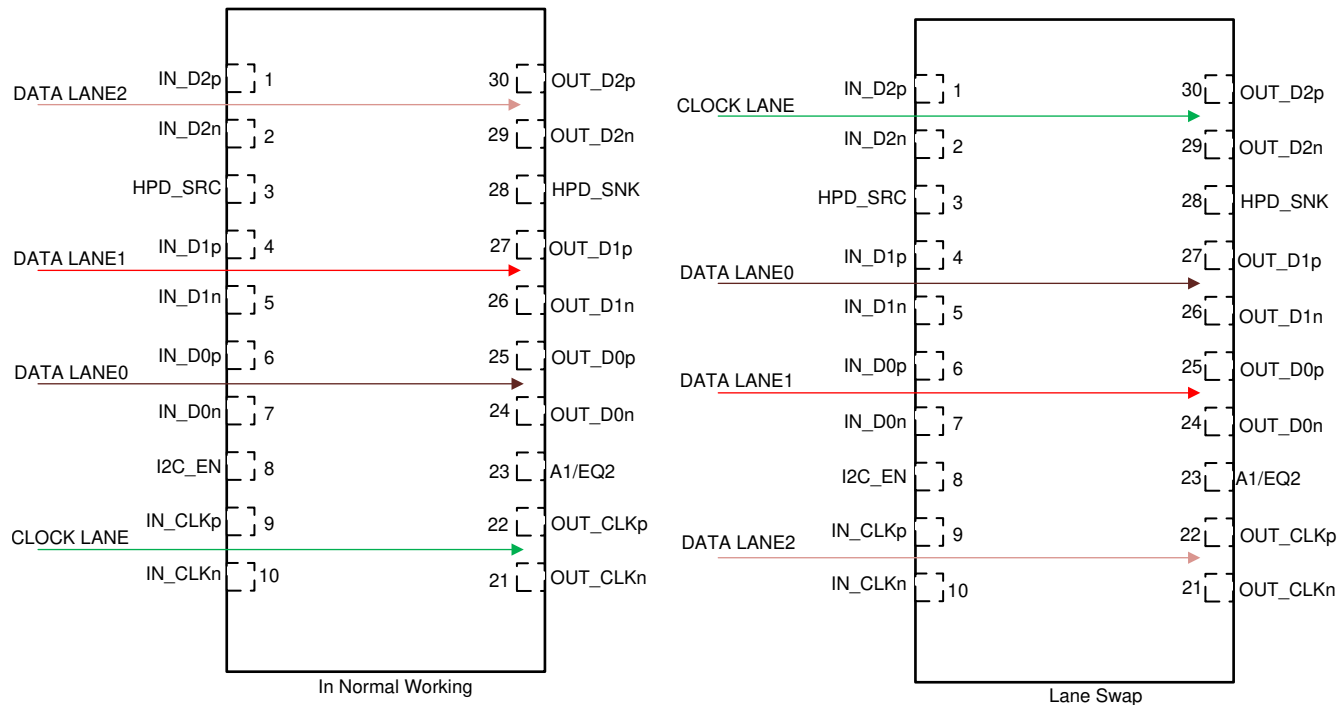 IN_D2p 1 30 OUT_D2p
DATA LANE2
IN_D2n 2 29 OUT_D2n
HPD_SRC 3 28 HPD_SNK
IN_D1p 4 27 OUT_D1p
DATA LANE1
IN_D1n 5 26 OUT_D1n
IN_D0p 6 25 OUT_D0p
DATA LANE0
IN_D0n 7 24 OUT_D0n
I2C_EN 8 23 A1/EQ2
IN_CLKp 9 22 OUT_CLKp
CLOCK LANE
IN_CLKn 10 21 OUT_CLKn
In Normal Working
IN_D2p 1 30 OUT_D2p
CLOCK LANE
IN_D2n 2 29 OUT_D2n
HPD_SRC 3 28 HPD_SNK
IN_D1p 4 27 OUT_D1p
DATA LANE0
IN_D1n 5 26 OUT_D1n
IN_D0p 6 25 OUT_D0p
DATA LANE1
IN_D0n 7 24 OUT_D0n
I2C_EN 8 23 A1/EQ2
IN_CLKp 9 22 OUT_CLKp
DATA LANE2
IN_CLKn 10 21 OUT_CLKn
Lane Swap